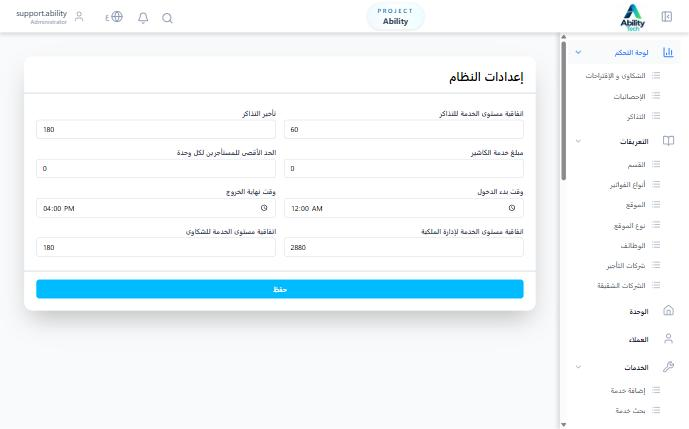 Ability
Tech
PROJECT
Ability
ع
support.ability
Administrator
لوحة التحكم
الشكاوى و الإقتراحات
الإحصائيات
التذاكر
التعريفات
القسم
أنواع الفواتير
الموقع
نوع الموقع
الوظائف
شركات التأجير
الشركات الشقيقة
الوحدة
العملاء
الخدمات
إضافة خدمة
بحث خدمة
إعدادات النظام
اتفاقية مستوى الخدمة للتذاكر
60
تأخير التذاكر
180
مبلغ خدمة الكاشير
0
الحد الأقصى للمستأجرين لكل وحدة
0
وقت بدء الدخول
12:00 AM
وقت نهاية الخروج
04:00 PM
اتفاقية مستوى الخدمة لإدارة الملكية
2880
اتفاقية مستوى الخدمة للشكاوى
180
حفظ